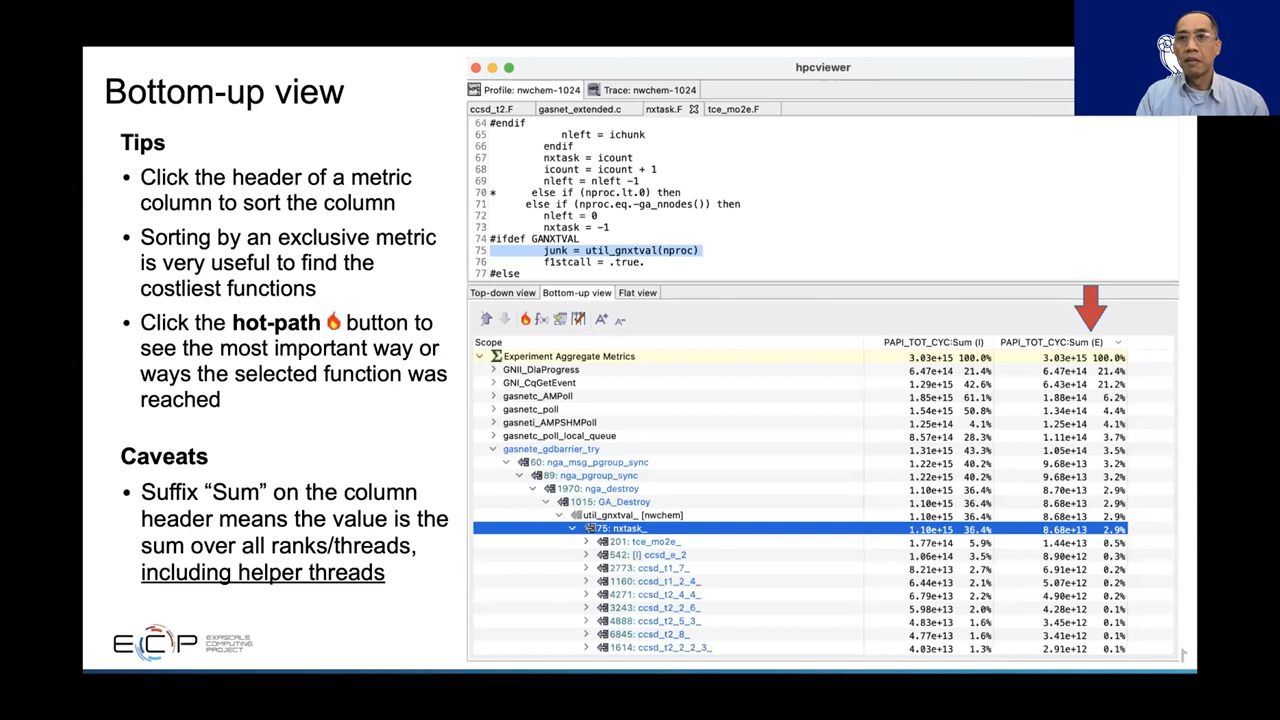 Bottom-up view
Tips
• Click the header of a metric
column to sort the column
• Sorting by an exclusive metric
is very useful to find the
costliest functions
• Click the hot-path button to
see the most important way or
ways the selected function was
reached
Caveats
• Suffix “Sum” on the column
header means the value is the
sum over all ranks/threads,
including helper threads
ECP EXASCALE
COMPUTING
PROJECT
hpcviewer
Profile: nwchem-1024 Trace: nwchem-1024
ccsd_t2.F gasnet_extended.c nxtask.F tce_mo2e.F
64 #endif
65 nleft = ichunk
66 endif
67 nxtask = icount
68 icount = icount + 1
69 nleft = nleft -1
70 * else if (nproc.lt.0) then
71 else if (nproc.eq.-ga_nnodes()) then
72 nleft = 0
73 nxtask = -1
74 #ifdef GANXTVAL
75 junk = util_gnxtval(nproc)
76 f1stcall = .true.
77 #else
Top-down view Bottom-up view Flat view
Scope PAPI_TOT_CYC:Sum (I) PAPI_TOT_CYC:Sum (E)
Experiment Aggregate Metrics 3.03e+15 100.0% 3.03e+15 100.0%
GNII_DlaProgress 6.47e+14 21.4% 6.47e+14 21.4%
GNI_CqGetEvent 1.29e+15 42.6% 6.43e+14 21.2%
gasnetc_AMPoll 1.85e+15 61.1% 1.88e+14 6.2%
gasnetc_poll 1.54e+15 50.8% 1.34e+14 4.4%
gasneti_AMPSHMPoll 1.25e+14 4.1% 1.25e+14 4.1%
gasnetc_poll_local_queue 8.57e+14 28.3% 1.11e+14 3.7%
gasnete_gdbarrier_try 1.31e+15 43.3% 1.05e+14 3.5%
60: nga_msg_pgroup_sync 1.22e+15 40.2% 9.68e+13 3.2%
89: nga_pgroup_sync 1.22e+15 40.2% 9.68e+13 3.2%
1970: nga_destroy 1.10e+15 36.4% 8.70e+13 2.9%
1015: GA_Destroy 1.10e+15 36.4% 8.68e+13 2.9%
util_gnxtval_ [nwchem] 1.10e+15 36.4% 8.68e+13 2.9%
75: nxtask_ 1.10e+15 36.4% 8.68e+13 2.9%
201: tce_mo2e_ 1.77e+14 5.9% 1.44e+13 0.5%
542: [I] ccsd_e_2 1.06e+14 3.5% 8.90e+12 0.3%
2773: ccsd_t1_7_ 8.21e+13 2.7% 6.91e+12 0.2%
1160: ccsd_t1_2_4_ 6.44e+13 2.1% 5.07e+12 0.2%
4271: ccsd_t2_4_4_ 6.79e+13 2.2% 4.90e+12 0.2%
3243: ccsd_t2_2_6_ 5.98e+13 2.0% 4.28e+12 0.1%
4888: ccsd_t2_5_3_ 4.83e+13 1.6% 3.45e+12 0.1%
6845: ccsd_t2_8_ 4.77e+13 1.6% 3.41e+12 0.1%
1614: ccsd_t2_2_2_3_ 4.03e+13 1.3% 2.91e+12 0.1%